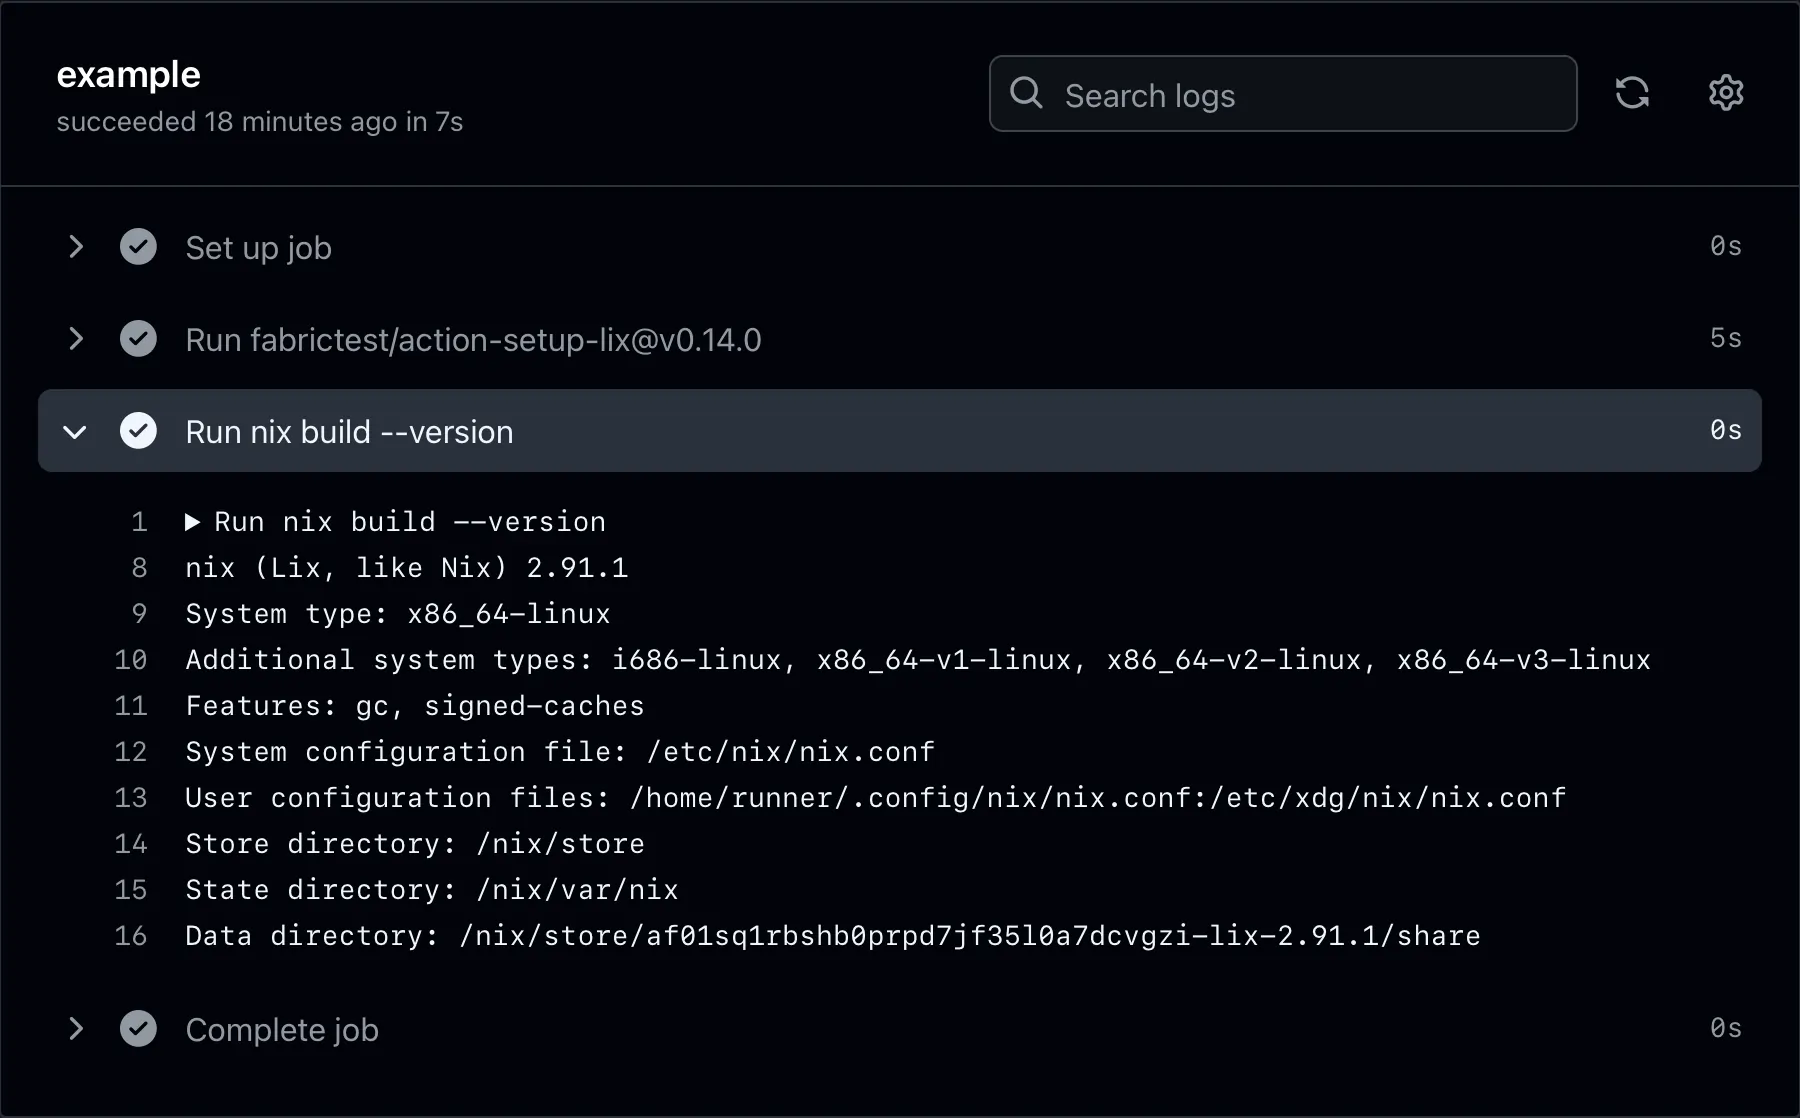 example
succeeded 18 minutes ago in 7s
Search logs
Set up job 0s
Run fabrictest/action-setup-lix@v0.14.0 5s
Run nix build --version 0s
1 ▶ Run nix build --version
8 nix (Lix, like Nix) 2.91.1
9 System type: x86_64-linux
10 Additional system types: i686-linux, x86_64-v1-linux, x86_64-v2-linux, x86_64-v3-linux
11 Features: gc, signed-caches
12 System configuration file: /etc/nix/nix.conf
13 User configuration files: /home/runner/.config/nix/nix.conf:/etc/xdg/nix/nix.conf
14 Store directory: /nix/store
15 State directory: /nix/var/nix
16 Data directory: /nix/store/af01sq1rbshb0prpd7jf35l0a7dcvgzi-lix-2.91.1/share
Complete job 0s